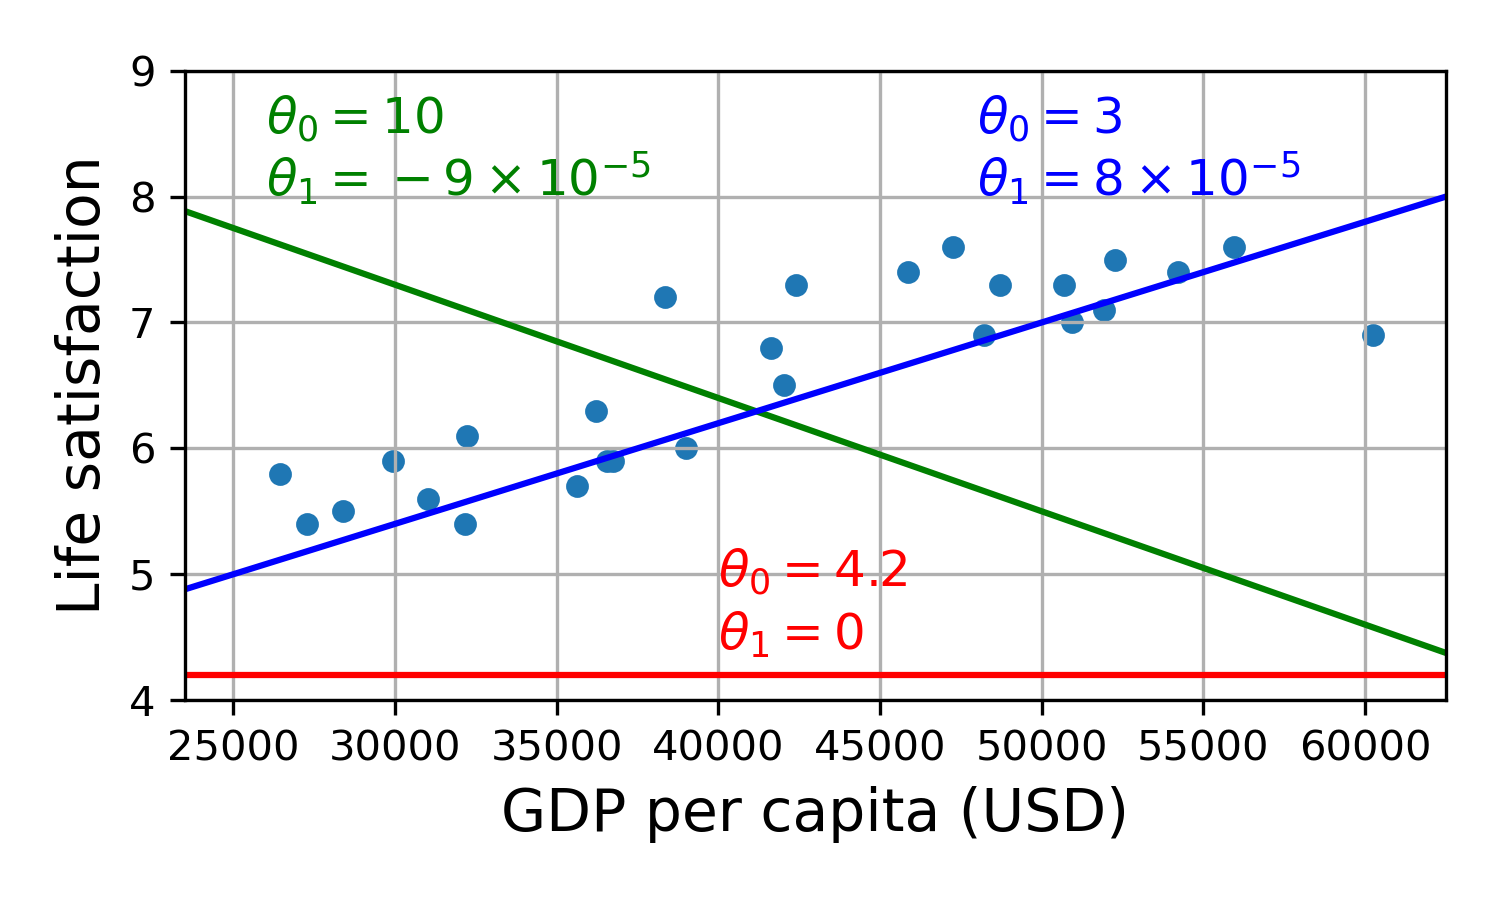 9
8
7
6
5
4
Life satisfaction
θ₀ = 10
θ₁ = −9 × 10⁻⁵
θ₀ = 3
θ₁ = 8 × 10⁻⁵
θ₀ = 4.2
θ₁ = 0
25000 30000 35000 40000 45000 50000 55000 60000
GDP per capita (USD)